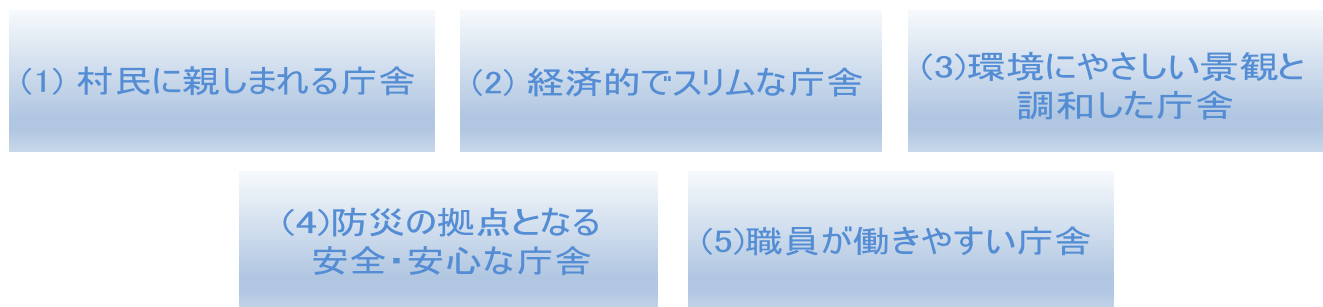 (1) 村民に親しまれる庁舎
(2) 経済的でスリムな庁舎
(3)環境にやさしい景観と
調和した庁舎
(4)防災の拠点となる
安全・安心な庁舎
(5)職員が働きやすい庁舎